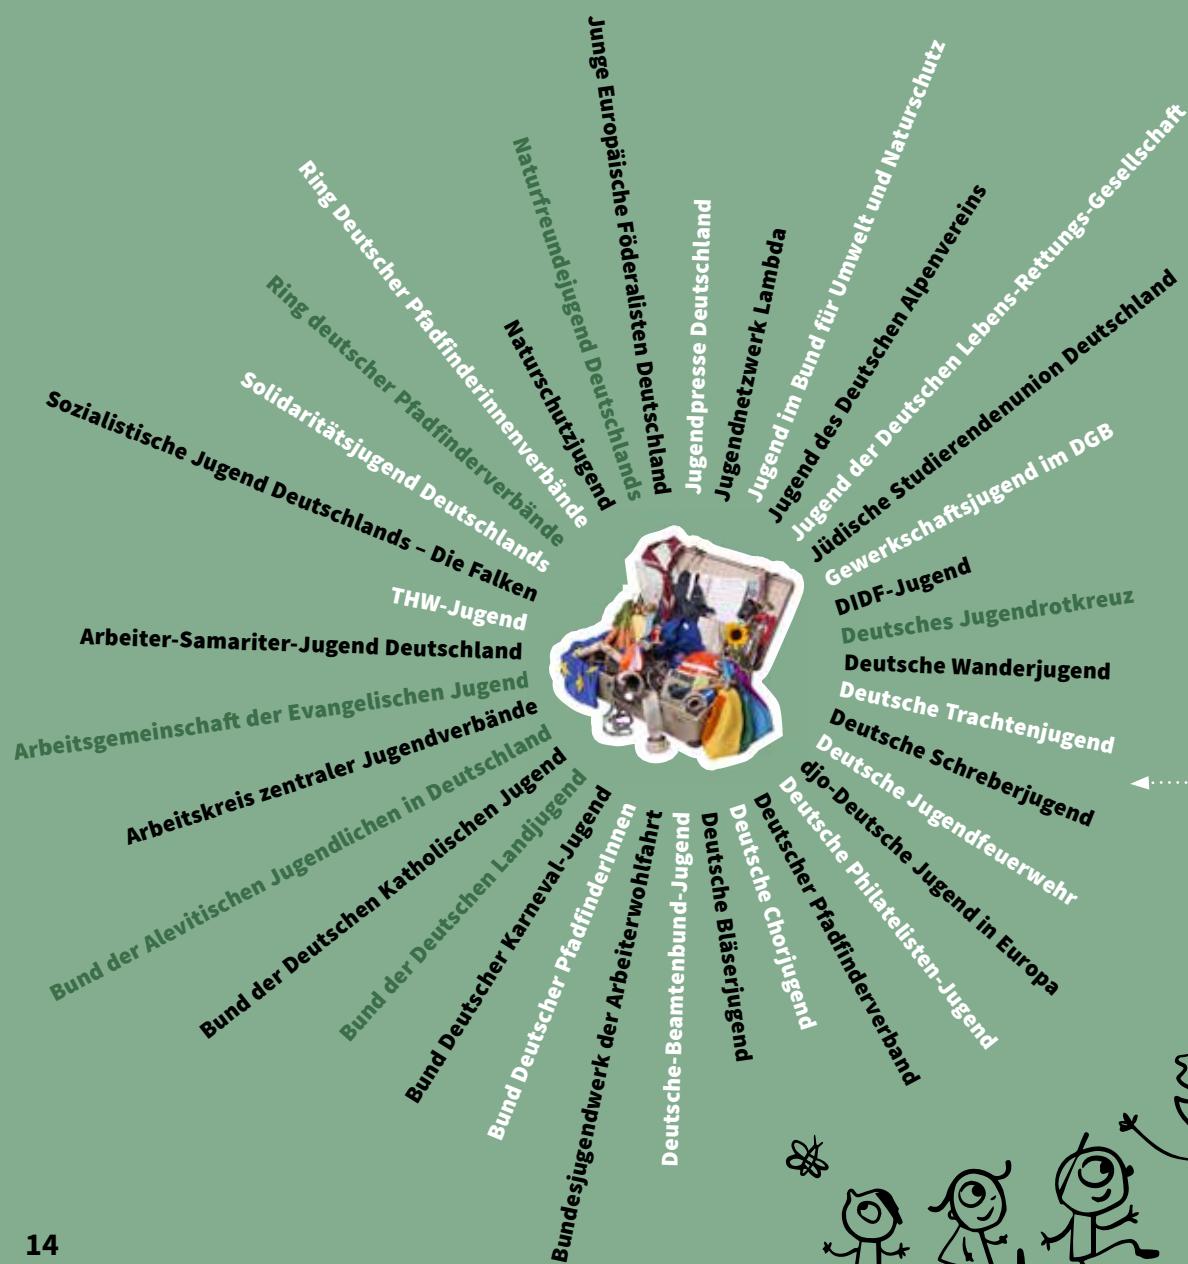 Junge Europäische Föderalisten Deutschland
Jugendpresse Deutschland
Jugendnetzwerk Lambda
Jugend im Bund für Umwelt und Naturschutz
Jugend des Deutschen Alpenvereins
Jugend der Deutschen Lebens-Rettungs-Gesellschaft
Jüdische Studierendenunion Deutschland
Gewerkschaftsjugend im DGB
DIDF-Jugend
Deutsches Jugendrotkreuz
Deutsche Wanderjugend
Deutsche Trachtenjugend
Deutsche Schreberjugend
Deutsche Jugendfeuerwehr
djo-Deutsche Jugend in Europa
Deutsche Philatelisten-Jugend
Deutscher Pfadfinderverband
Deutsche Chorjugend
Deutsche Bläserjugend
Deutsche-Beamtenbund-Jugend
Bundesjugendwerk der Arbeiterwohlfahrt
Bund Deutscher PfadfinderInnen
Bund Deutscher Karneval-Jugend
Bund der Deutschen Landjugend
Bund der Deutschen Katholischen Jugend
Bund der Alevitischen Jugendlichen in Deutschland
Arbeitskreis zentraler Jugendverbände
Arbeitsgemeinschaft der Evangelischen Jugend
Arbeiter-Samariter-Jugend Deutschland
THW-Jugend
Sozialistische Jugend Deutschlands – Die Falken
Solidaritätsjugend Deutschlands
Ring deutscher Pfadfinderverbände
Ring Deutscher Pfadfinderinnenverbände
Naturschutzjugend
Naturfreundejugend Deutschlands
14